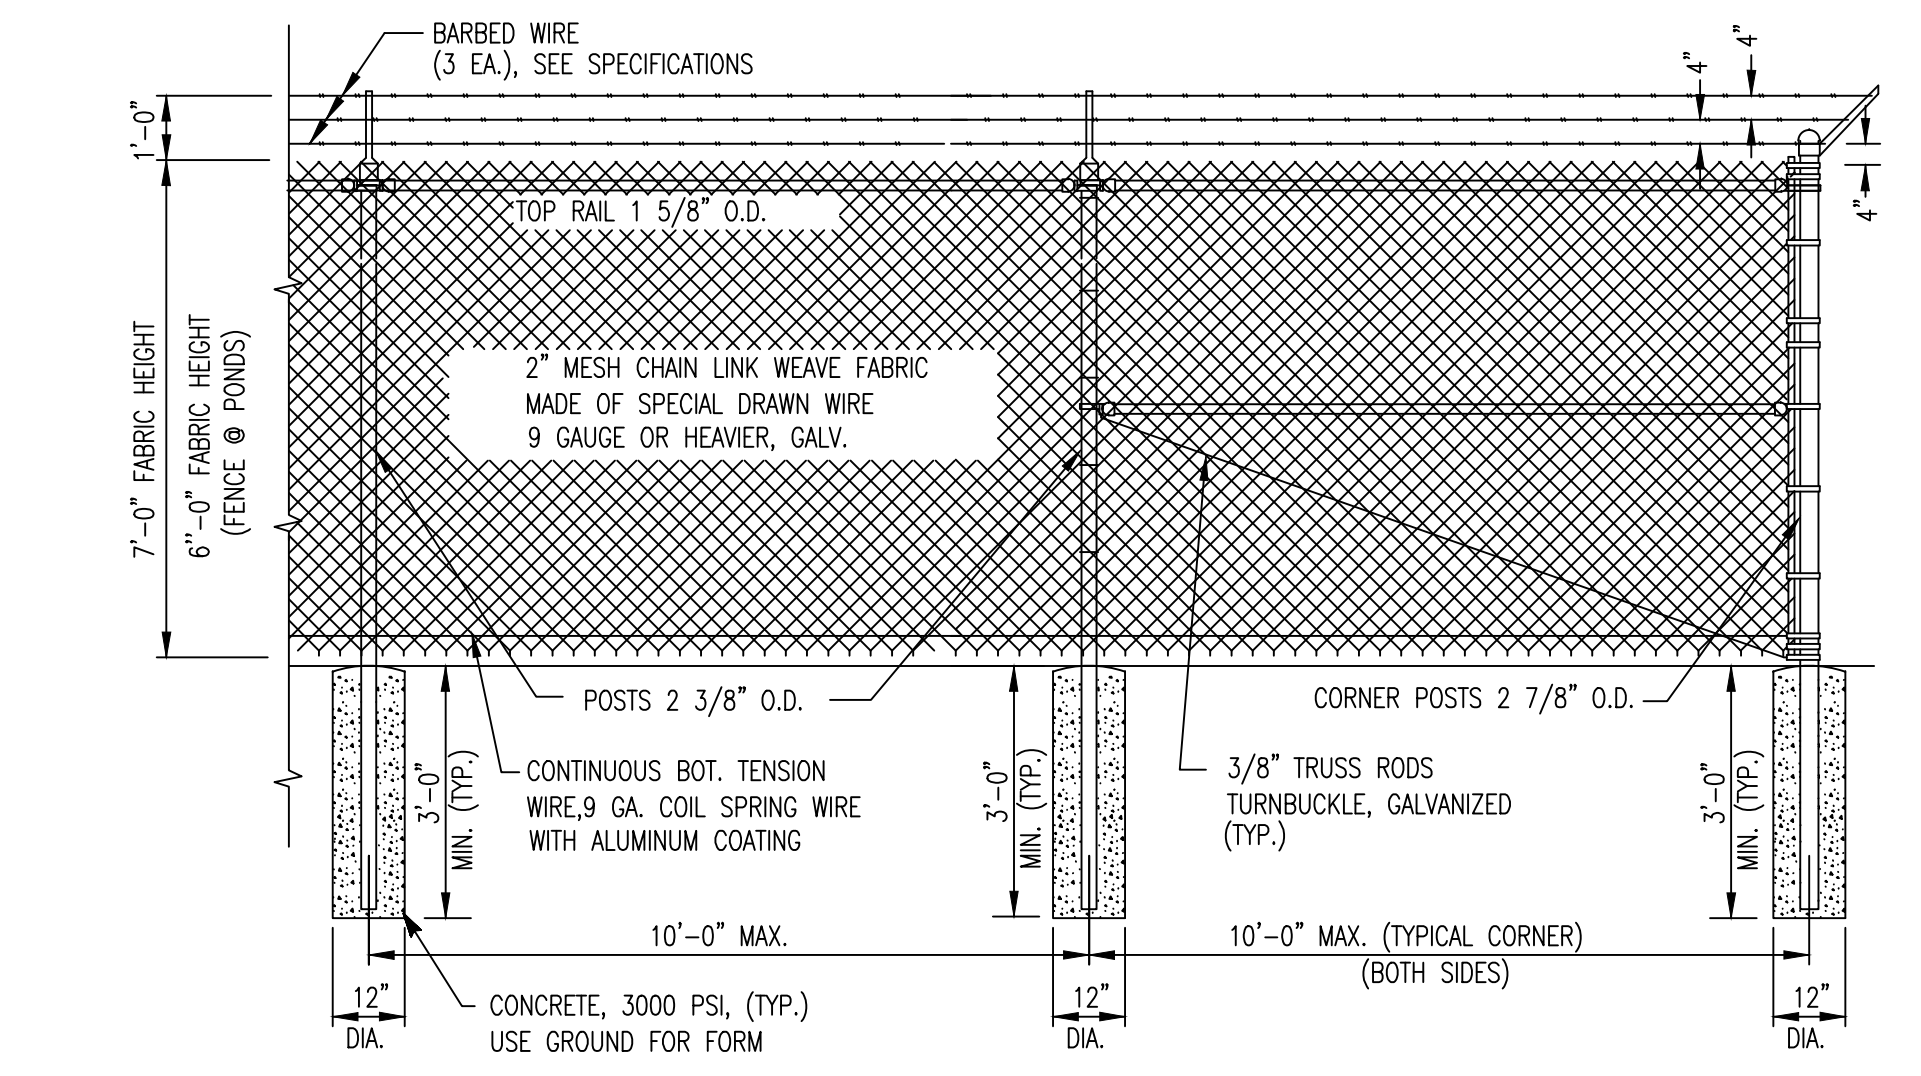 BARBED WIRE
(3 EA.), SEE SPECIFICATIONS
4"
4"
1'-0"
4"
TOP RAIL 1 5/8" O.D.
7'-0" FABRIC HEIGHT
6''-0" FABRIC HEIGHT
(FENCE @ PONDS)
2" MESH CHAIN LINK WEAVE FABRIC
MADE OF SPECIAL DRAWN WIRE
9 GAUGE OR HEAVIER, GALV.
POSTS 2 3/8" O.D.
CORNER POSTS 2 7/8" O.D.
3'-0"
MIN. (TYP.)
CONTINUOUS BOT. TENSION
WIRE,9 GA. COIL SPRING WIRE
WITH ALUMINUM COATING
3'-0"
MIN. (TYP.)
3/8" TRUSS RODS
TURNBUCKLE, GALVANIZED
(TYP.)
3'-0"
MIN. (TYP.)
10'-0" MAX.
10'-0" MAX. (TYPICAL CORNER)
(BOTH SIDES)
12"
DIA.
CONCRETE, 3000 PSI, (TYP.)
USE GROUND FOR FORM
12"
DIA.
12"
DIA.